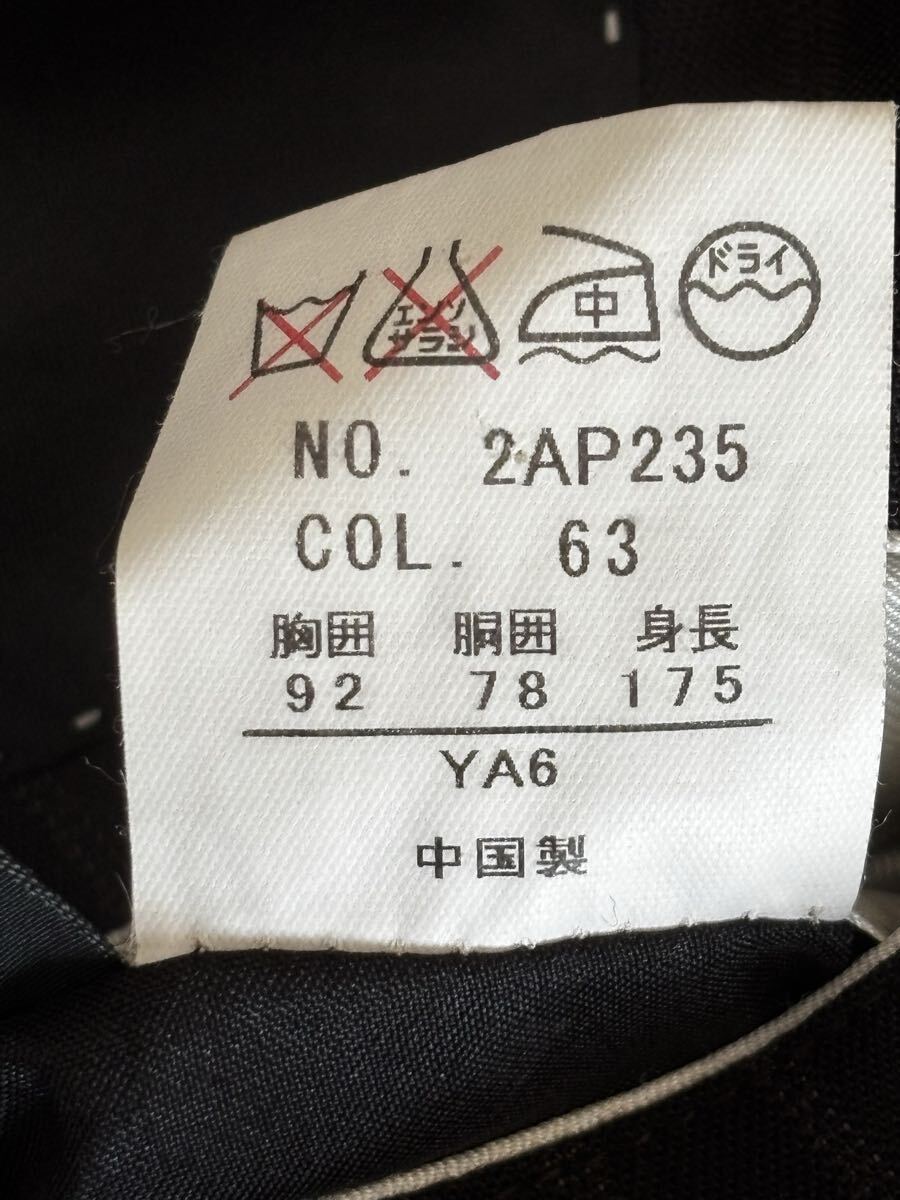 エンソ
サラシ
中
ドライ
NO. 2AP235
COL. 63
胸囲 胴囲 身長
92 78 175
YA6
中国製